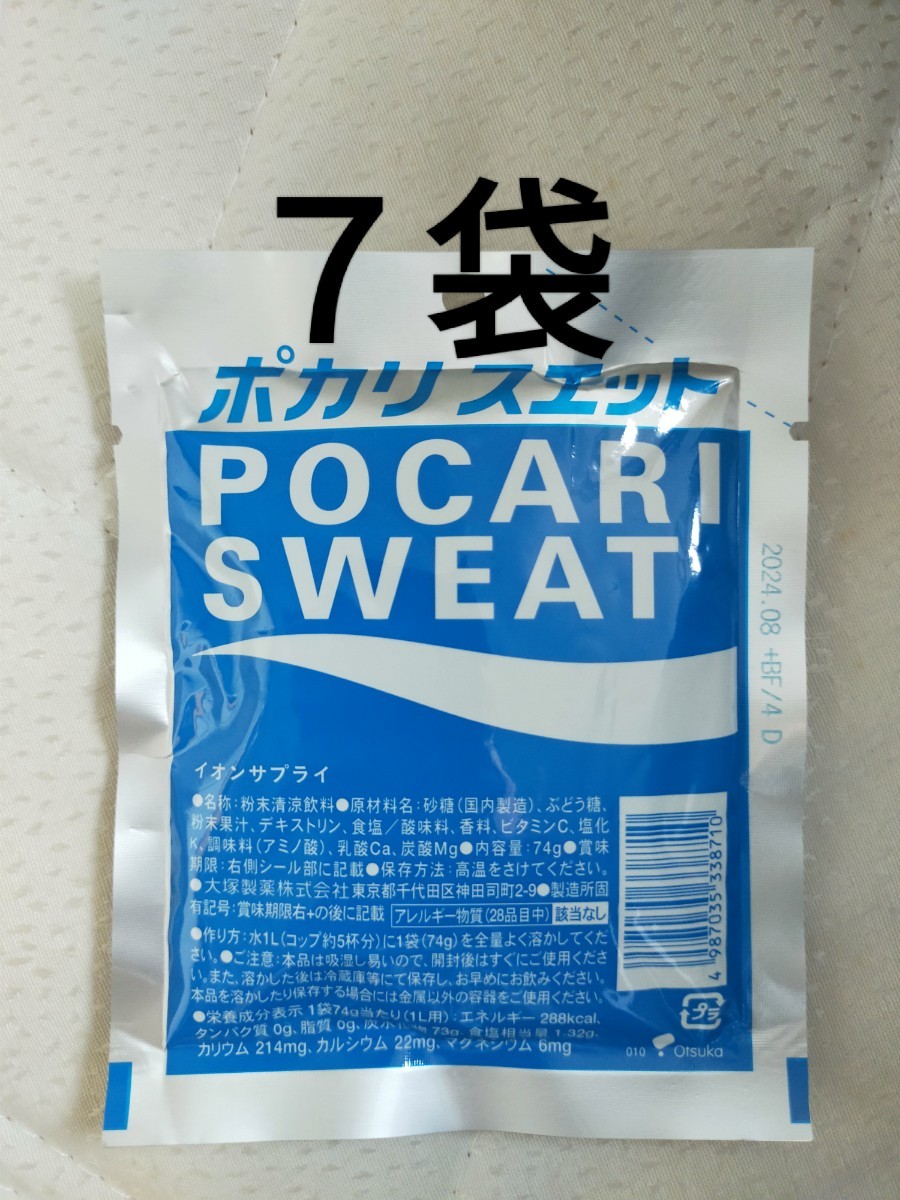 7袋
ポカリスエット
POCARI
SWEAT
2024.08 +BF/4 D
イオンサプライ
●名称:粉末清涼飲料●原材料名:砂糖(国内製造)、ぶどう糖、
粉末果汁、デキストリン、食塩/酸味料、香料、ビタミンC、塩化
K、調味料(アミノ酸)、乳酸Ca、炭酸Mg●内容量:74g●賞味
期限:右側シール部に記載●保存方法:高温をさけてください。
●大塚製薬株式会社東京都千代田区神田司町2-9●製造所固
有記号:賞味期限右+の後に記載 アレルギー物質(28品目中) 該当なし
●作り方:水1L(コップ約5杯分)に1袋(74g)を全量よく溶かしてくだ
さい。●ご注意:本品は吸湿し易いので、開封後はすぐにご使用くださ
い。また、溶かした後は冷蔵庫等にて保存し、お早めにお飲みください。
本品を溶かしたり保存する場合には金属以外の容器をご使用ください。
●栄養成分表示 1袋74g当たり(1L用):エネルギー 288kcal、
タンパク質 0g、脂質 0g、炭水化物 73g、食塩相当量 1.32g、
カリウム 214mg、カルシウム 22mg、マグネシウム 6mg
4 987035 338710
プラ
010 Otsuka